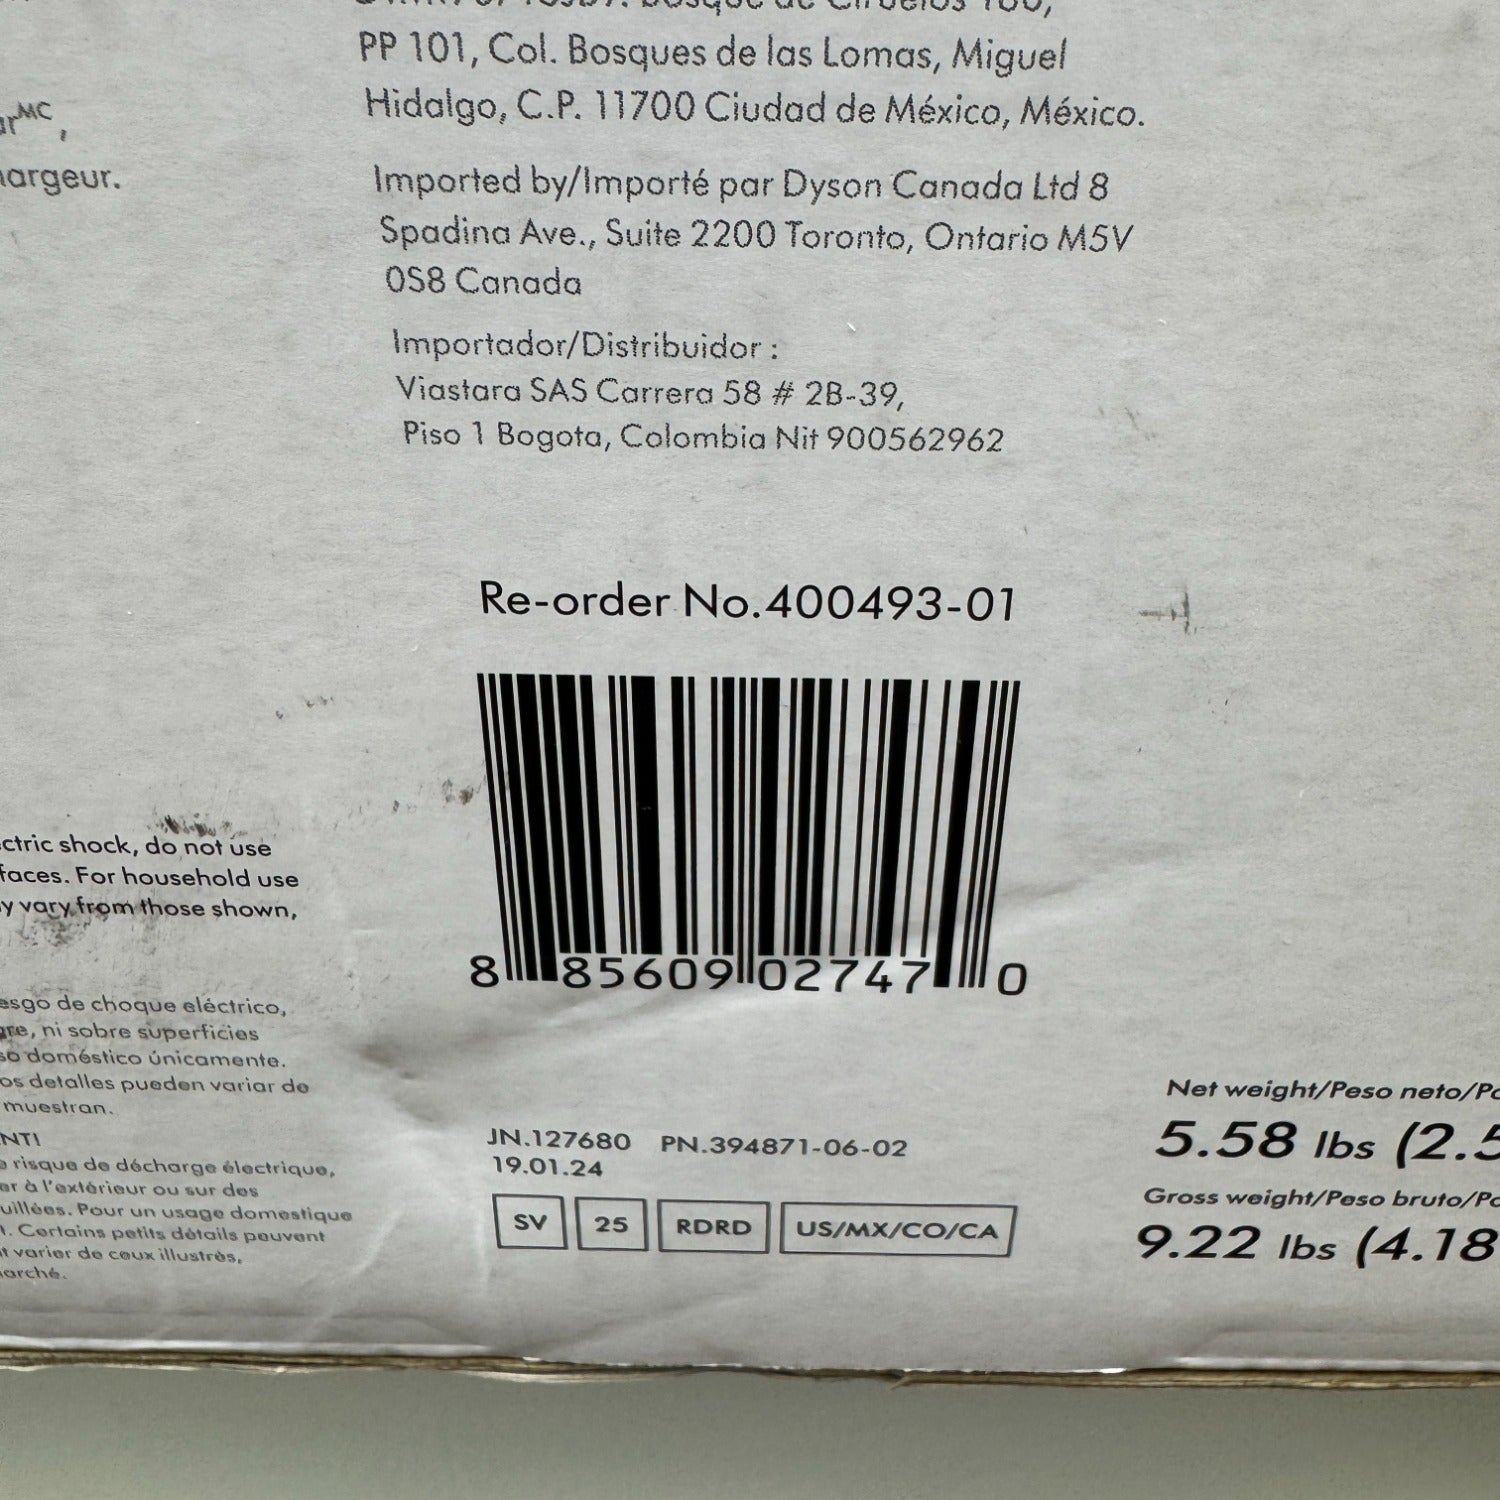 PP 101, Col. Bosques de las Lomas, Miguel
Hidalgo, C.P. 11700 Ciudad de México, México.
MC,
argeur.
Imported by/Importé par Dyson Canada Ltd 8
Spadina Ave., Suite 2200 Toronto, Ontario M5V
0S8 Canada
Importador/Distribuidor :
Viastara SAS Carrera 58 # 2B-39,
Piso 1 Bogota, Colombia Nit 900562962
Re-order No.400493-01
8 85609 02747 0
ctric shock, do not use
faces. For household use
y vary from those shown,
esgo de choque eléctrico,
re, ni sobre superficies
so doméstico únicamente.
os detalles pueden variar de
muestran.
NT!
e risque de décharge électrique,
er à l'extérieur ou sur des
uillées. Pour un usage domestique
t. Certains petits détails peuvent
t varier de ceux illustrés,
arché.
JN.127680 PN.394871-06-02
19.01.24
SV 25 RDRD US/MX/CO/CA
Net weight/Peso neto/Po
5.58 lbs (2.5
Gross weight/Peso bruto/Po
9.22 lbs (4.18